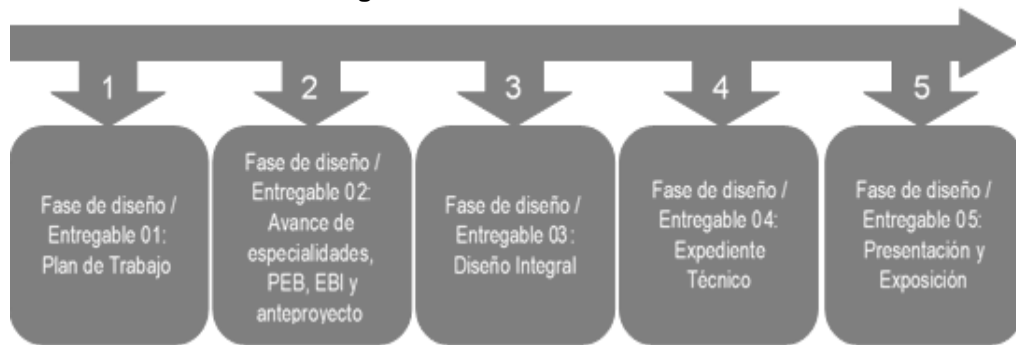 1
2
3
4
5
Fase de diseño /
Entregable 01:
Plan de Trabajo
Fase de diseño /
Entregable 02:
Avance de
especialidades,
PEB, EBI y
anteproyecto
Fase de diseño /
Entregable 03:
Diseño Integral
Fase de diseño /
Entregable 04:
Expediente
Técnico
Fase de diseño /
Entregable 05:
Presentación y
Exposición